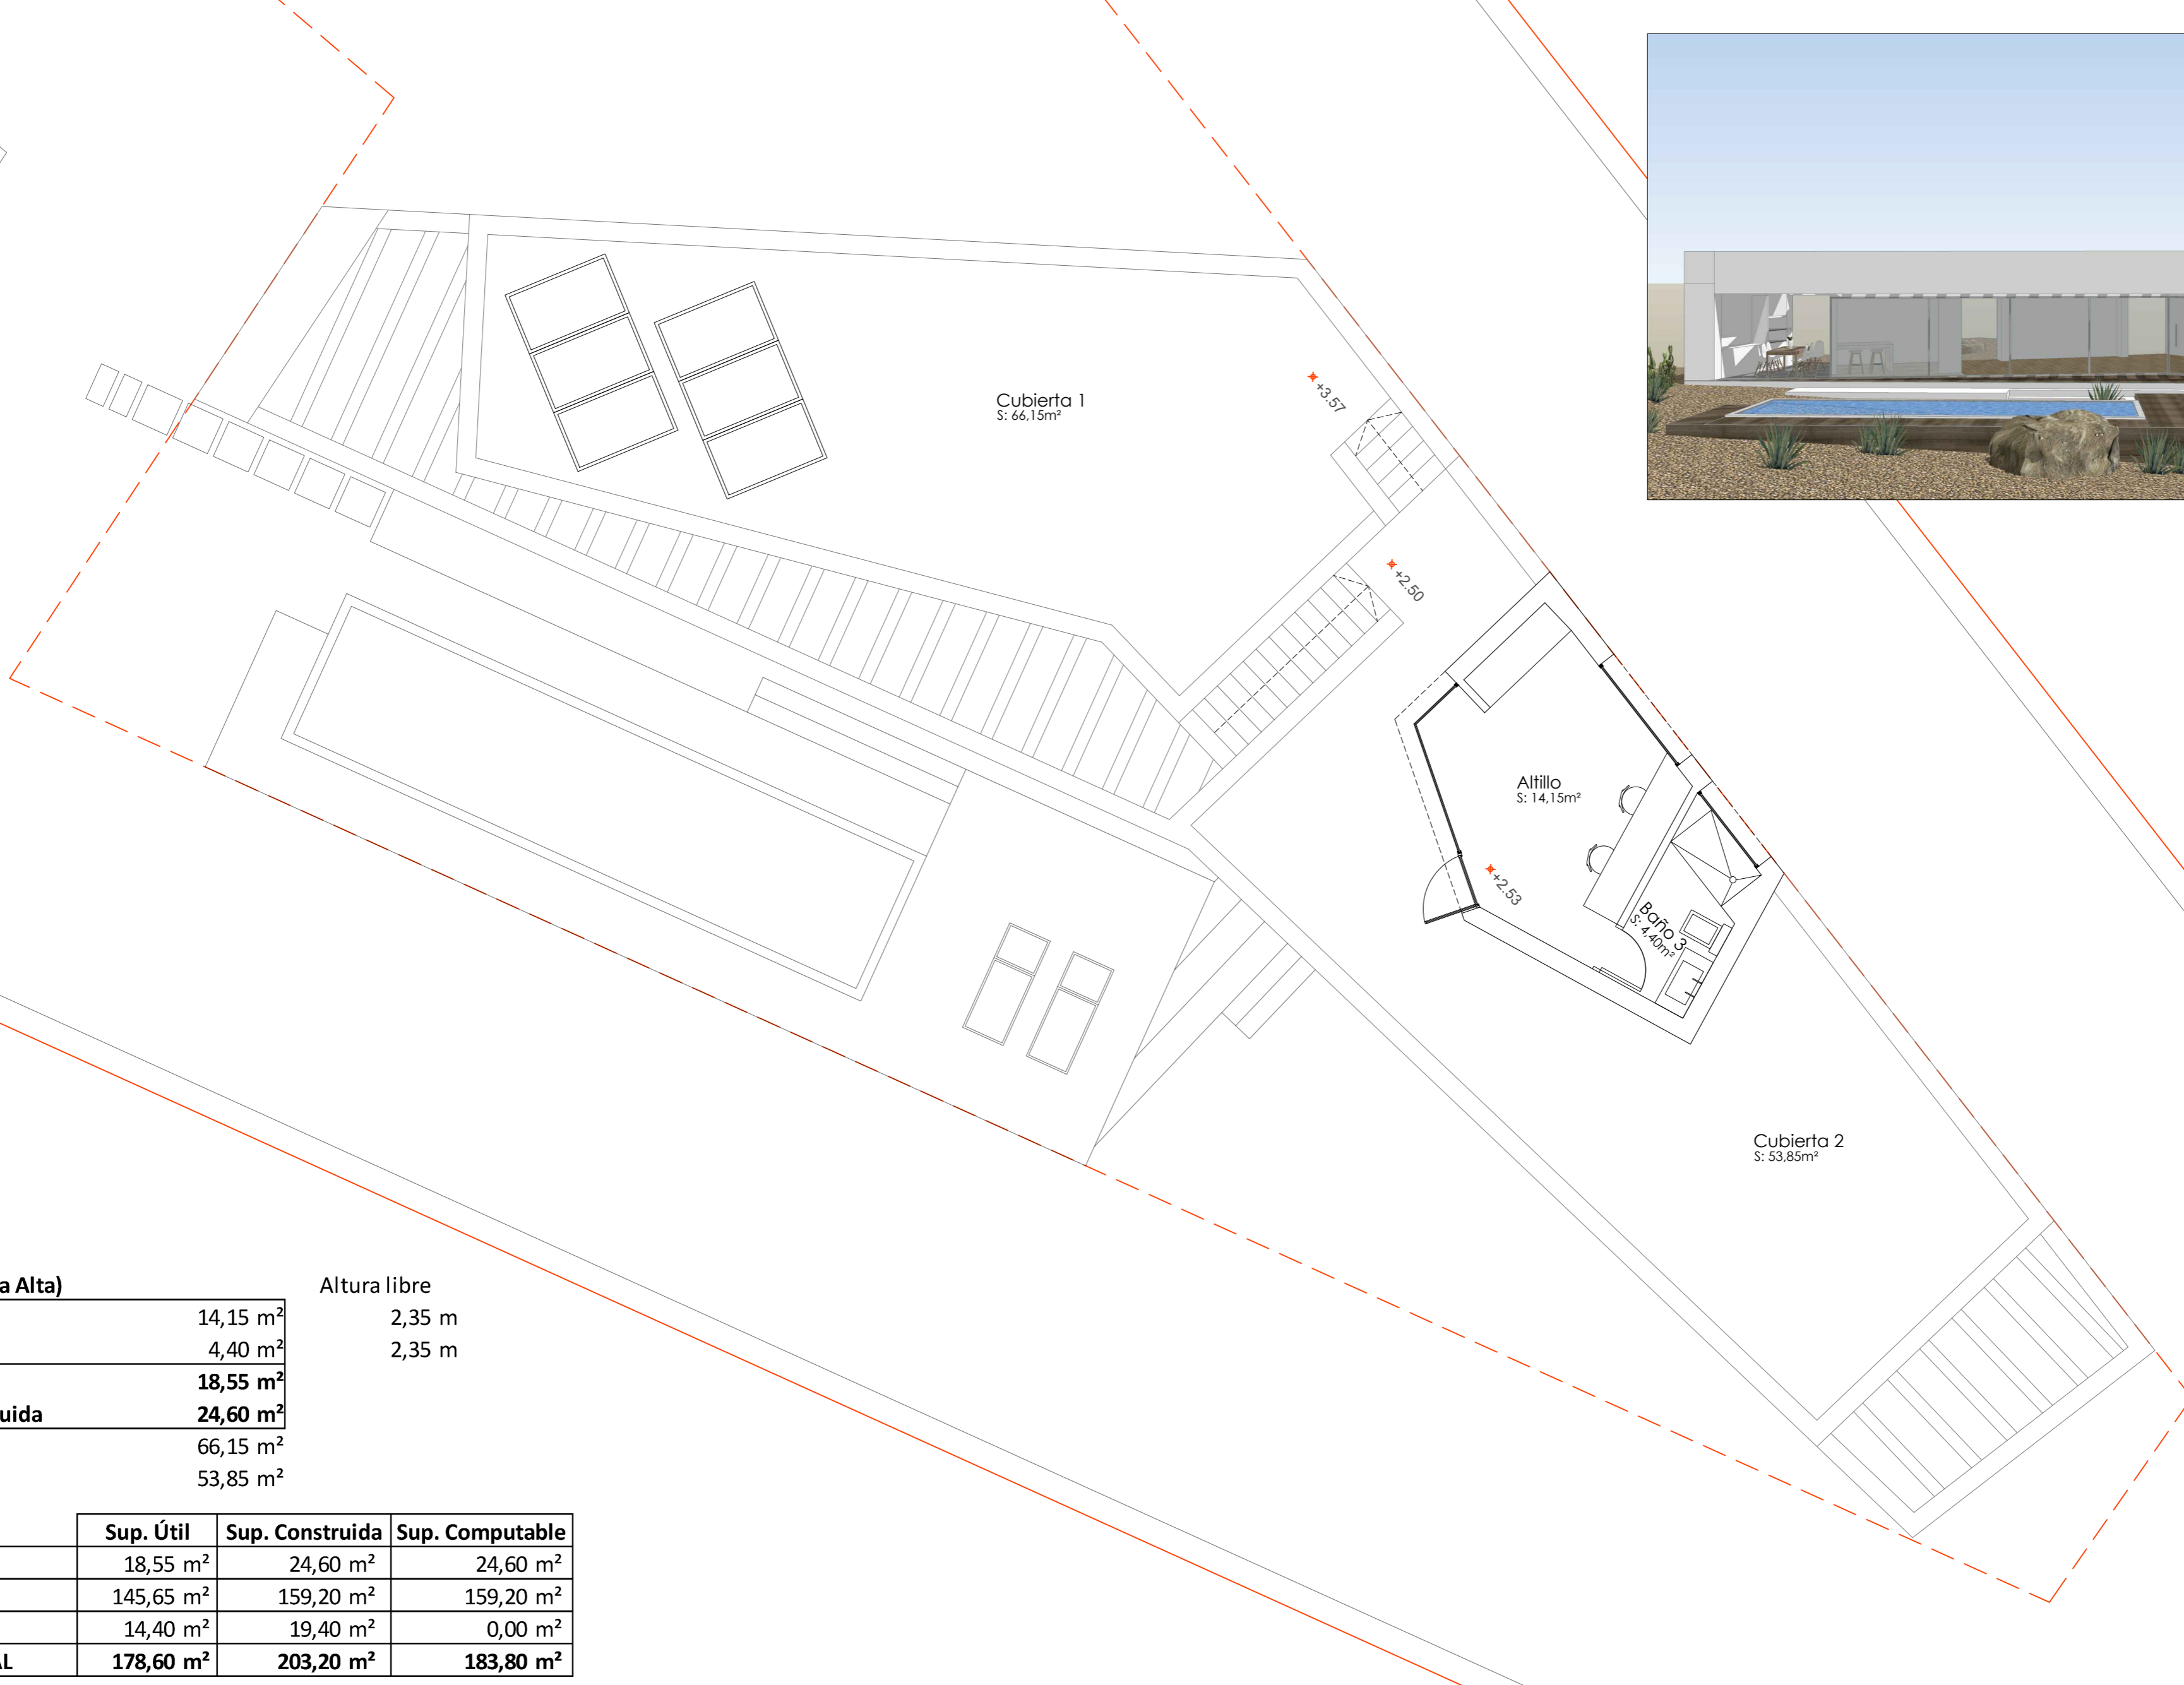 Cubierta 1
S: 66,15m²
+3.57
+2.50
Altillo
S: 14,15m²
+2.53
Baño 3
S: 4,40m²
Cubierta 2
S: 53,85m²
a Alta) Altura libre
14,15 m² 2,35 m
4,40 m² 2,35 m
18,55 m²
uida 24,60 m²
66,15 m²
53,85 m²
Sup. Útil Sup. Construida Sup. Computable
18,55 m² 24,60 m² 24,60 m²
145,65 m² 159,20 m² 159,20 m²
14,40 m² 19,40 m² 0,00 m²
AL 178,60 m² 203,20 m² 183,80 m²